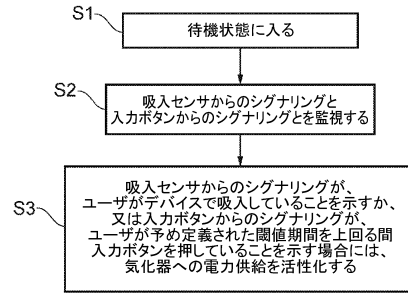 S1
待機状態に入る
S2
吸入センサからのシグナリングと
入力ボタンからのシグナリングとを監視する
S3
吸入センサからのシグナリングが、
ユーザがデバイスで吸入していることを示すか、
又は入力ボタンからのシグナリングが、
ユーザが予め定義された閾値期間を上回る間
入力ボタンを押していることを示す場合には、
気化器への電力供給を活性化する